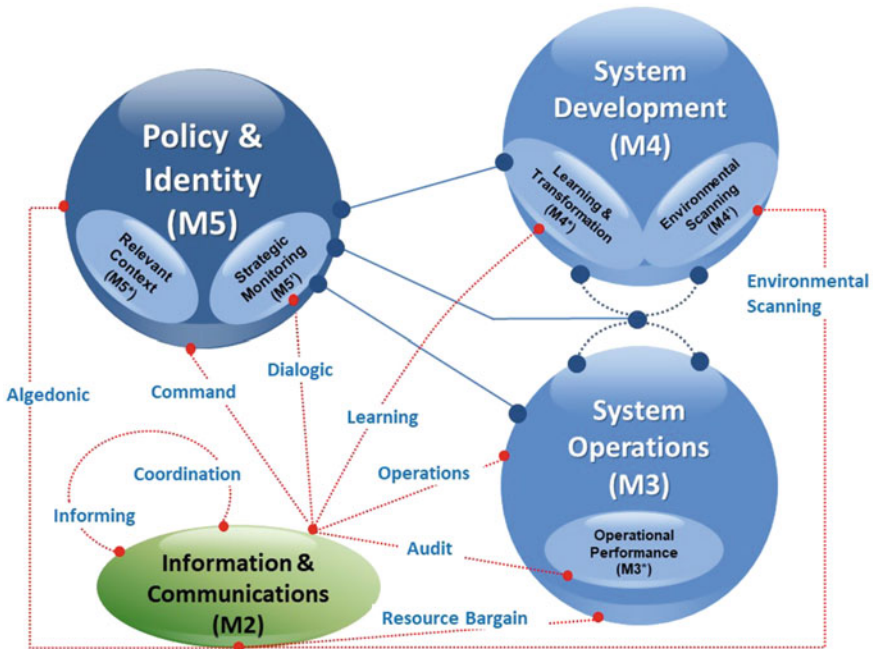 Policy &
Identity
(M5)
Relevant
Context
(M5*)
Strategic
Monitoring
(M5')
System
Development
(M4)
Learning &
Transformation
(M4*)
Environmental
Scanning
(M4')
Environmental
Scanning
Algedonic
Command
Dialogic
Learning
Coordination
Informing
Operations
Audit
Resource Bargain
System
Operations
(M3)
Operational
Performance
(M3*)
Information &
Communications
(M2)